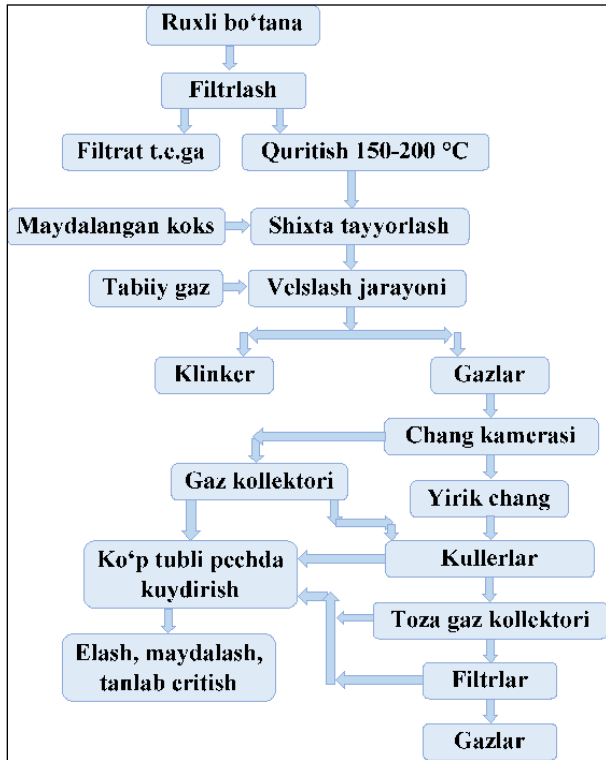 Ruxli bo‘tana
Filtrlash
Filtrat t.e.ga
Quritish 150-200 °C
Maydalangan koks
Shixta tayyorlash
Tabiiy gaz
Velslash jarayoni
Klinker
Gazlar
Chang kamerasi
Gaz kollektori
Yirik chang
Ko‘p tubli pechda
kuydirish
Kullerlar
Toza gaz kollektori
Elash, maydalash,
tanlab eritish
Filtrlar
Gazlar